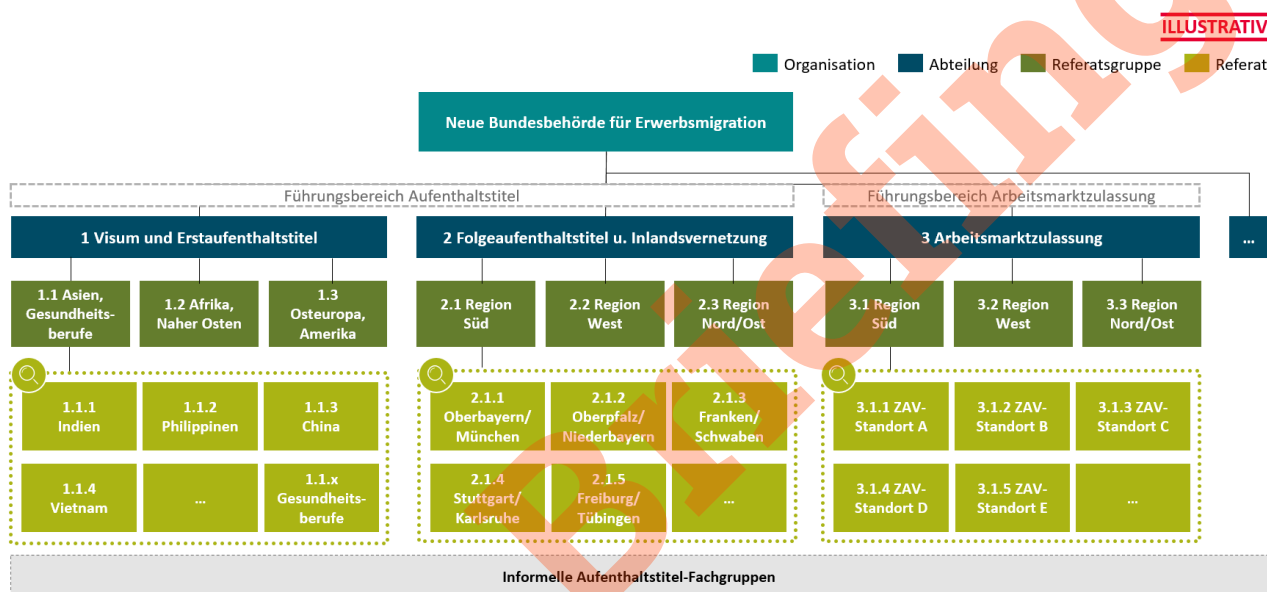 ILLUSTRATIV
Organisation
Abteilung
Referatsgruppe
Referat
Neue Bundesbehörde für Erwerbsmigration
Führungsbereich Aufenthaltstitel
Führungsbereich Arbeitsmarktzulassung
1 Visum und Erstaufenthaltstitel
2 Folgeaufenthaltstitel u. Inlandsvernetzung
3 Arbeitsmarktzulassung
...
1.1 Asien,
Gesundheits-
berufe
1.2 Afrika,
Naher Osten
1.3
Osteuropa,
Amerika
2.1 Region
Süd
2.2 Region
West
2.3 Region
Nord/Ost
3.1 Region
Süd
3.2 Region
West
3.3 Region
Nord/Ost
1.1.1
Indien
1.1.2
Philippinen
1.1.3
China
1.1.4
Vietnam
...
1.1.x
Gesundheits-
berufe
2.1.1
Oberbayern/
München
2.1.2
Oberpfalz/
Niederbayern
2.1.3
Franken/
Schwaben
2.1.4
Stuttgart/
Karlsruhe
2.1.5
Freiburg/
Tübingen
...
3.1.1 ZAV-
Standort A
3.1.2 ZAV-
Standort B
3.1.3 ZAV-
Standort C
3.1.4 ZAV-
Standort D
3.1.5 ZAV-
Standort E
...
Informelle Aufenthaltstitel-Fachgruppen
Briefing